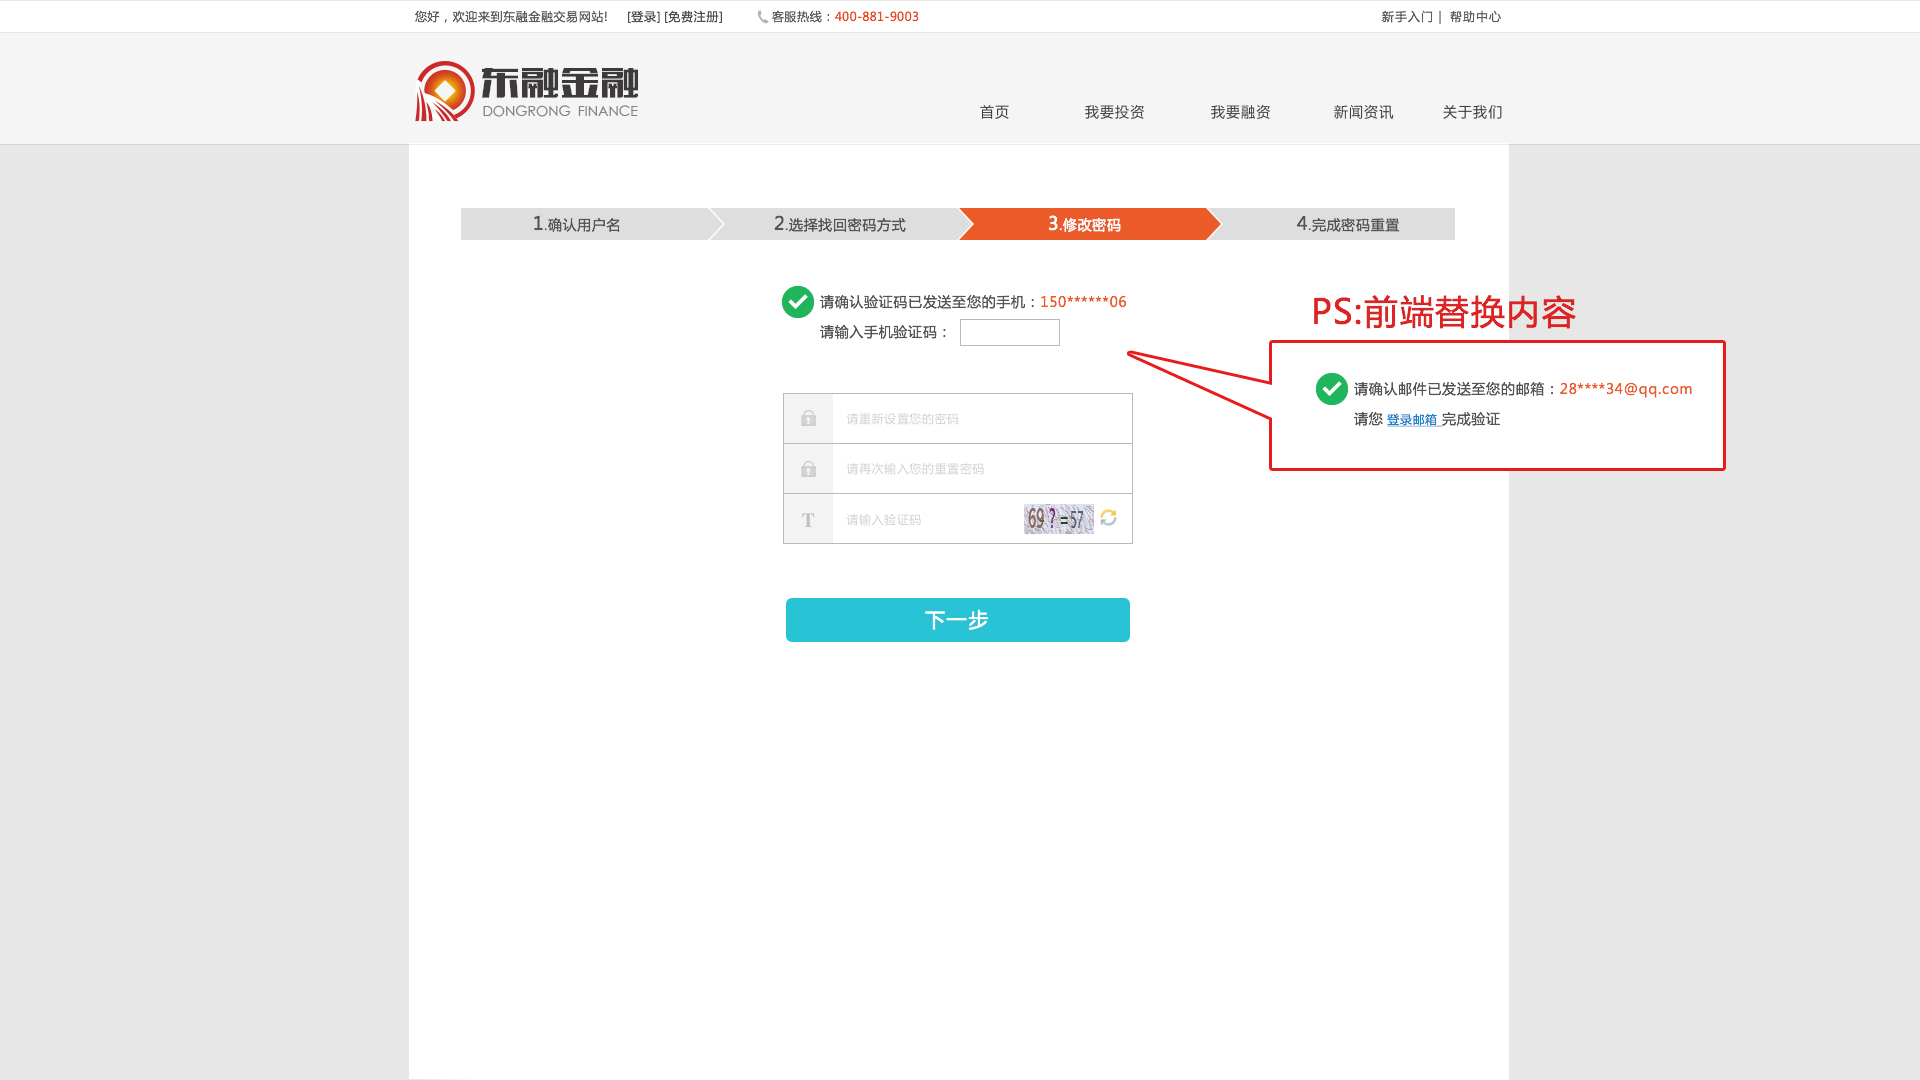 您好，欢迎来到东融金融交易网站! [登录] [免费注册] 客服热线：400-881-9003 新手入门 | 帮助中心
东融金融
DONGRONG FINANCE
首页 我要投资 我要融资 新闻资讯 关于我们
1.确认用户名 2.选择找回密码方式 3.修改密码 4.完成密码重置
请确认验证码已发送至您的手机：150******06
请输入手机验证码：
PS:前端替换内容
请确认邮件已发送至您的邮箱：28****34@qq.com
请您 登录邮箱 完成验证
请重新设置您的密码
请再次输入您的重置密码
T 请输入验证码 69 ? =57
下一步